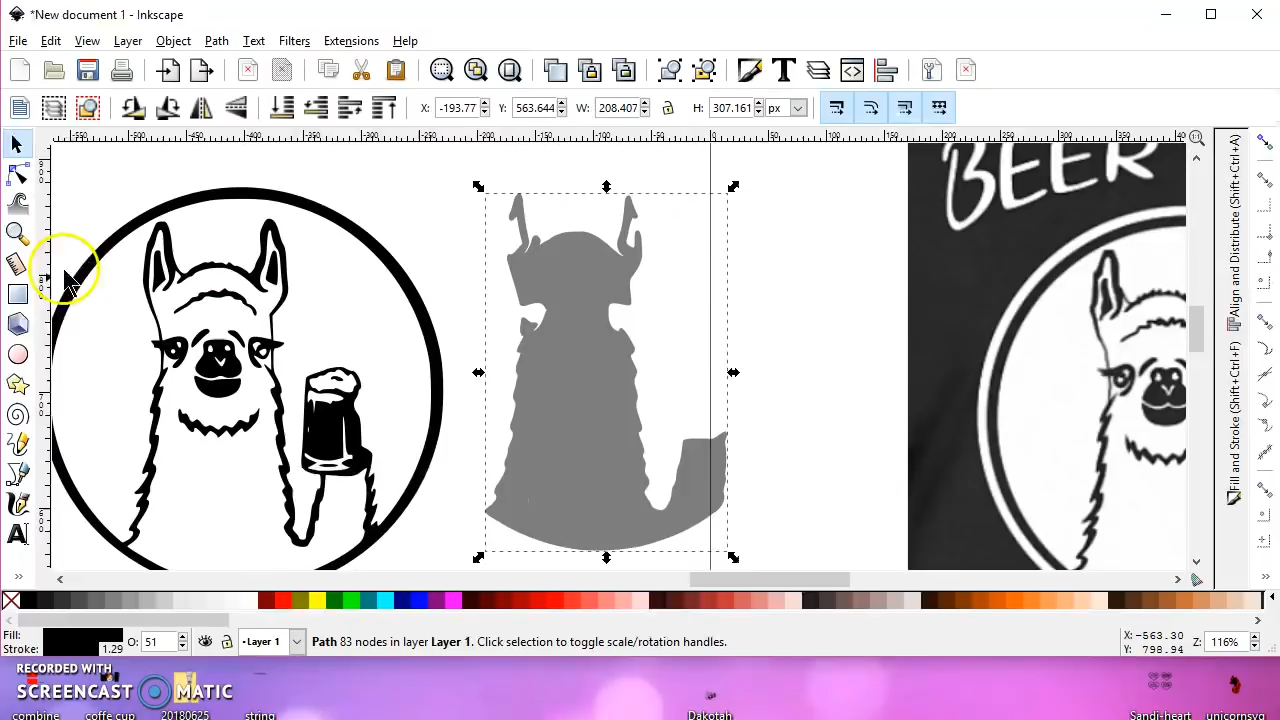 *New document 1 - Inkscape
File Edit View Layer Object Path Text Filters Extensions Help
X: -193.77 Y: 563.644 W: 208.407 H: 307.161 px
BEER
Align and Distribute (Shift+Ctrl+A)
Fill and Stroke (Shift+Ctrl+F)
Fill:
Stroke: 1.29 O: 51 Layer 1 Path 83 nodes in layer Layer 1. Click selection to toggle scale/rotation handles. X: -563.30 Y: 798.94 Z: 116%
RECORDED WITH
SCREENCAST MATIC
combine coffe cup 20180625 string Dakotah Sandi-heart unicornsvg